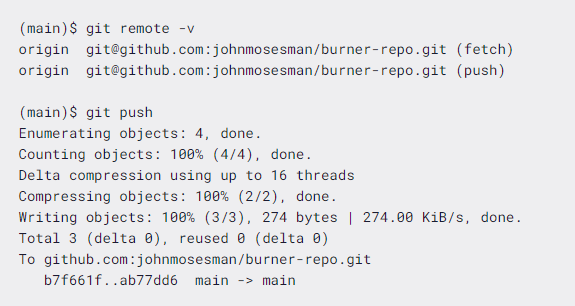 (main)$ git remote -v
origin  git@github.com:johnmosesman/burner-repo.git (fetch)
origin  git@github.com:johnmosesman/burner-repo.git (push)

(main)$ git push
Enumerating objects: 4, done.
Counting objects: 100% (4/4), done.
Delta compression using up to 16 threads
Compressing objects: 100% (2/2), done.
Writing objects: 100% (3/3), 274 bytes | 274.00 KiB/s, done.
Total 3 (delta 0), reused 0 (delta 0)
To github.com:johnmosesman/burner-repo.git
   b7f661f..ab77dd6  main -> main